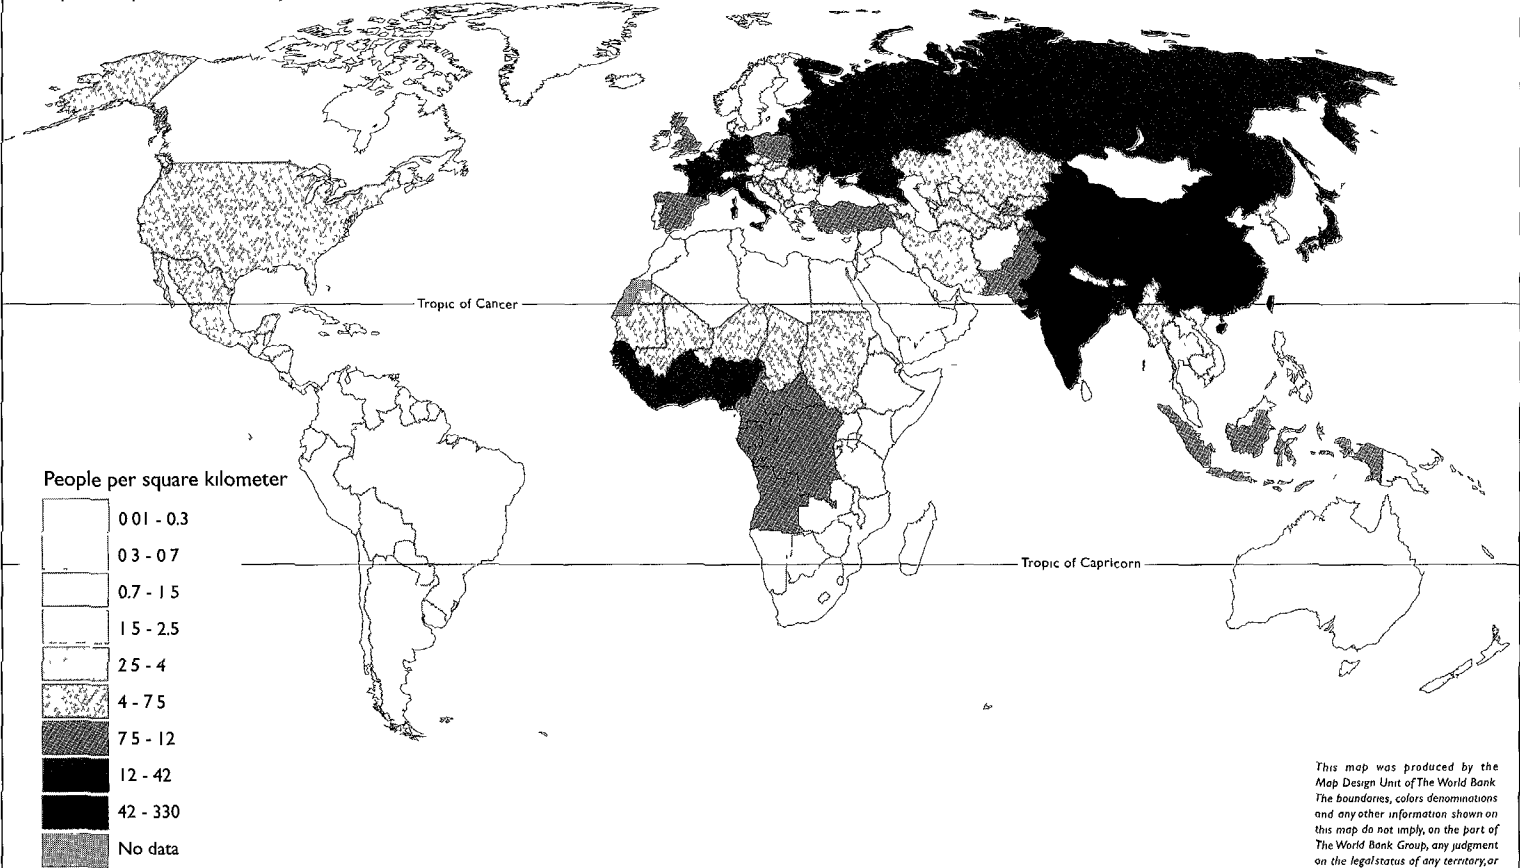 Tropic of Cancer
People per square kilometer
0 01 - 0.3
0 3 - 0 7
0.7 - 1 5
1 5 - 2.5
2 5 - 4
4 - 7 5
7 5 - 12
12 - 42
42 - 330
No data
Tropic of Capricorn
This map was produced by the
Map Design Unit of The World Bank
The boundaries, colors denominations
and any other information shown on
this map do not imply, on the part of
The World Bank Group, any judgment
on the legal status of any territory, or